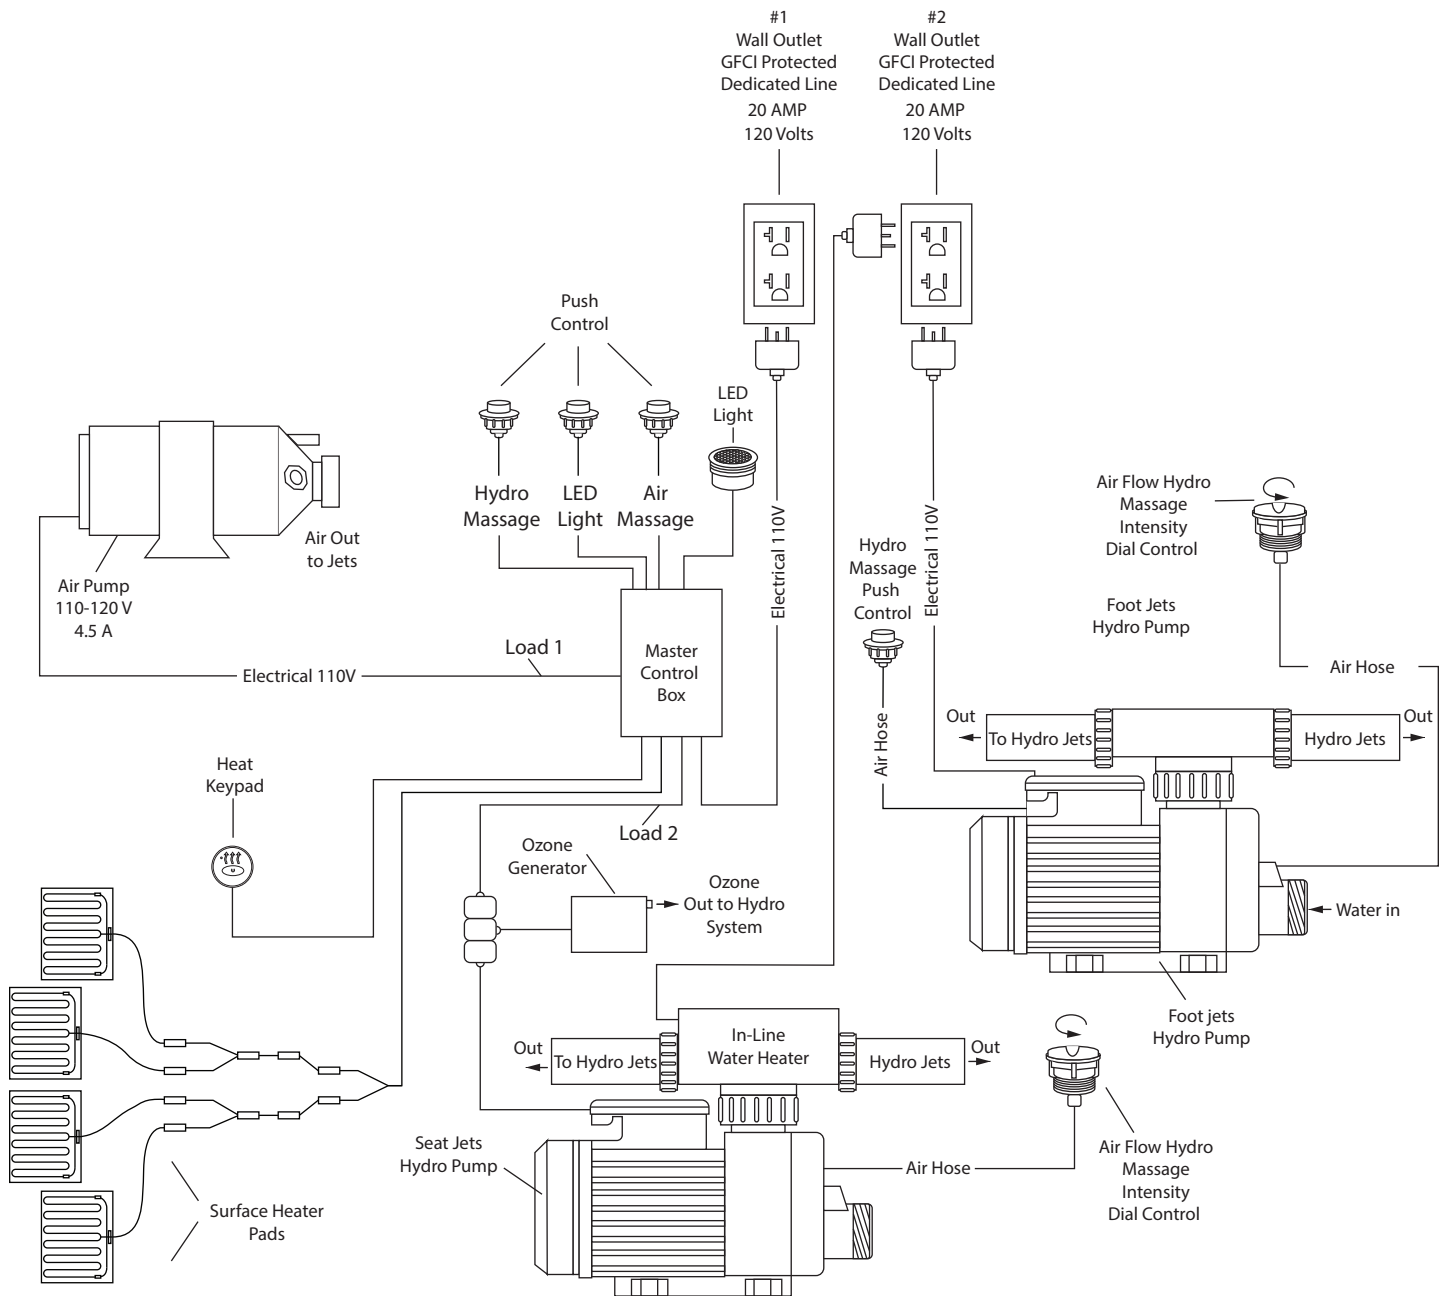 #1
Wall Outlet
GFCI Protected
Dedicated Line
20 AMP
120 Volts
#2
Wall Outlet
GFCI Protected
Dedicated Line
20 AMP
120 Volts
Push
Control
LED
Light
Hydro
Massage
LED
Light
Air
Massage
Air Out
to Jets
Air Pump
110-120 V
4.5 A
Electrical 110V
Electrical 110V
Hydro
Massage
Push
Control
Air Flow Hydro
Massage
Intensity
Dial Control
Foot Jets
Hydro Pump
Load 1
Electrical 110V
Master
Control
Box
Air Hose
Air Hose
Out
To Hydro Jets
Hydro Jets
Out
Heat
Keypad
Load 2
Ozone
Generator
Ozone
Out to Hydro
System
Water in
Foot jets
Hydro Pump
In-Line
Water Heater
Out
To Hydro Jets
Hydro Jets
Out
Seat Jets
Hydro Pump
Air Hose
Air Flow Hydro
Massage
Intensity
Dial Control
Surface Heater
Pads